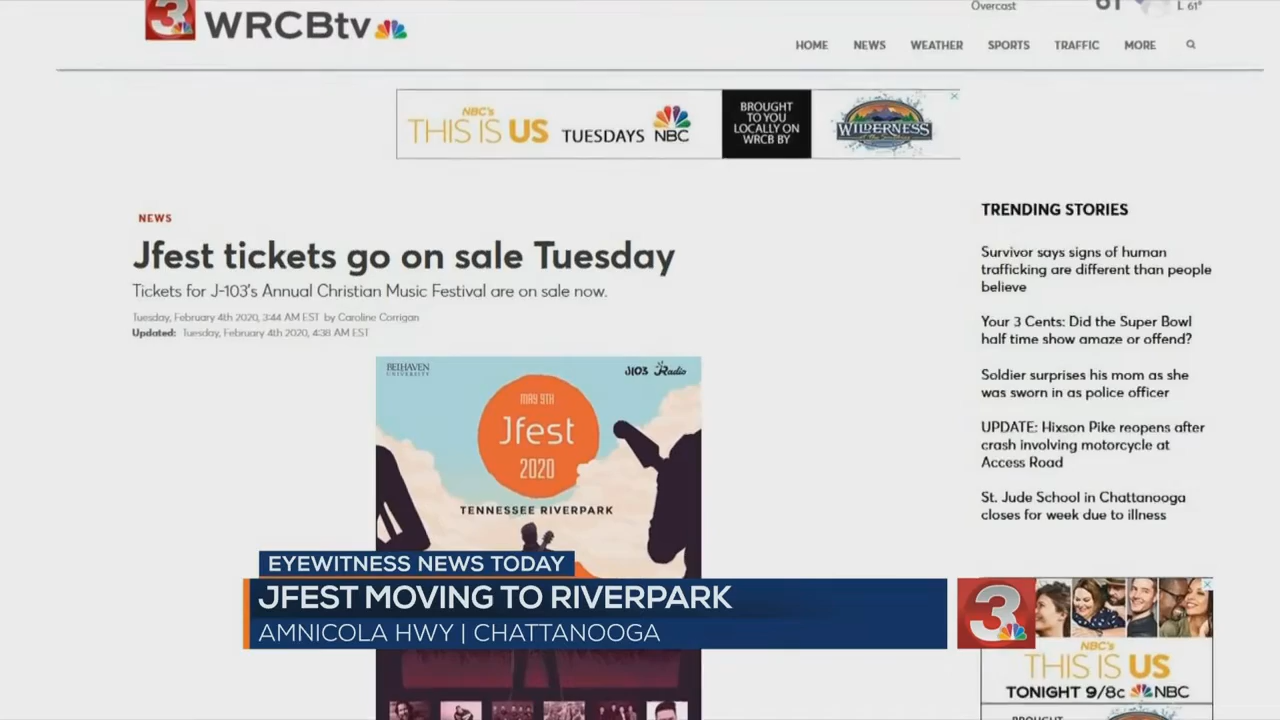 3 WRCBtv
Overcast
61
L 61°
HOME NEWS WEATHER SPORTS TRAFFIC MORE
NBC's
THIS IS US TUESDAYS NBC
BROUGHT
TO YOU
LOCALLY ON
WRCB BY
WILDERNESS
NEWS
Jfest tickets go on sale Tuesday
Tickets for J-103's Annual Christian Music Festival are on sale now.
Tuesday, February 4th 2020, 3:44 AM EST by Caroline Corrigan
Updated: Tuesday, February 4th 2020, 4:38 AM EST
BELHAVEN
UNIVERSITY
J103 JRadio
MAY 9TH
Jfest
2020
TENNESSEE RIVERPARK
TRENDING STORIES
Survivor says signs of human
trafficking are different than people
believe
Your 3 Cents: Did the Super Bowl
half time show amaze or offend?
Soldier surprises his mom as she
was sworn in as police officer
UPDATE: Hixson Pike reopens after
crash involving motorcycle at
Access Road
St. Jude School in Chattanooga
closes for week due to illness
EYEWITNESS NEWS TODAY
JFEST MOVING TO RIVERPARK
AMNICOLA HWY | CHATTANOOGA
3
NBC's
THIS IS US
TONIGHT 9/8c NBC
BROUGHT